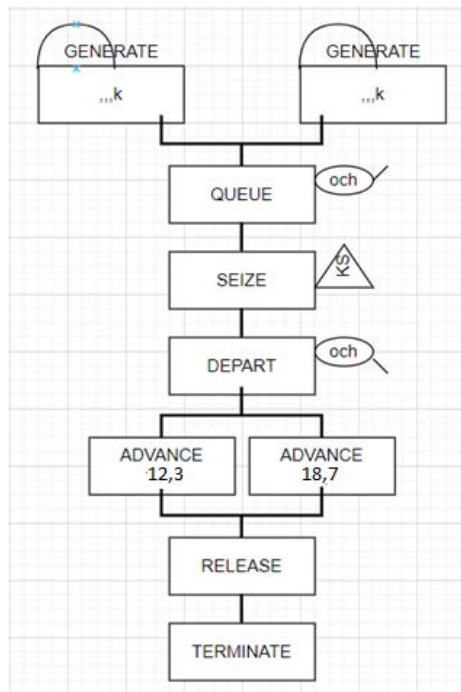 GENERATE
GENERATE
,,,k
,,,k
QUEUE
och
SEIZE
KS
DEPART
och
ADVANCE
12,3
ADVANCE
18,7
RELEASE
TERMINATE